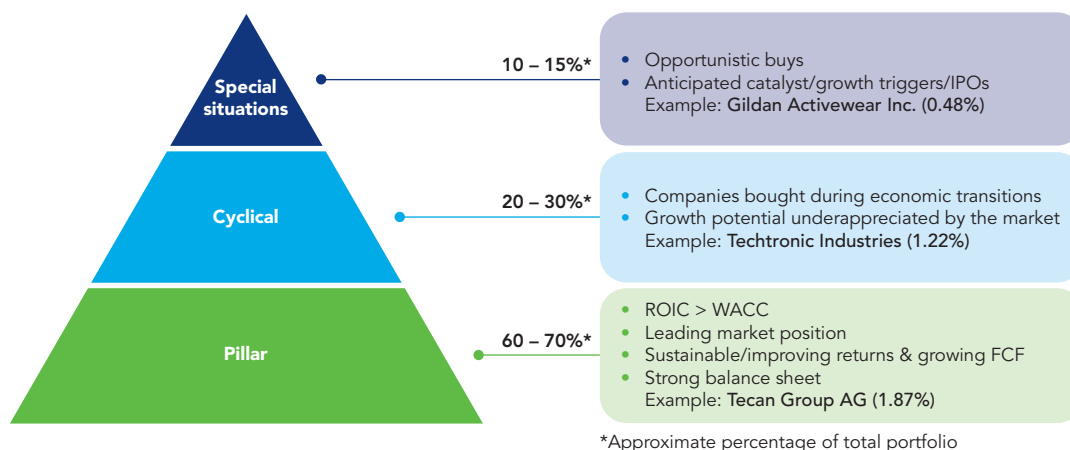 Special
situations
10 – 15%*
• Opportunistic buys
• Anticipated catalyst/growth triggers/IPOs
Example: Gildan Activewear Inc. (0.48%)
Cyclical
20 – 30%*
• Companies bought during economic transitions
• Growth potential underappreciated by the market
Example: Techtronic Industries (1.22%)
Pillar
60 – 70%*
• ROIC > WACC
• Leading market position
• Sustainable/improving returns & growing FCF
• Strong balance sheet
Example: Tecan Group AG (1.87%)
*Approximate percentage of total portfolio